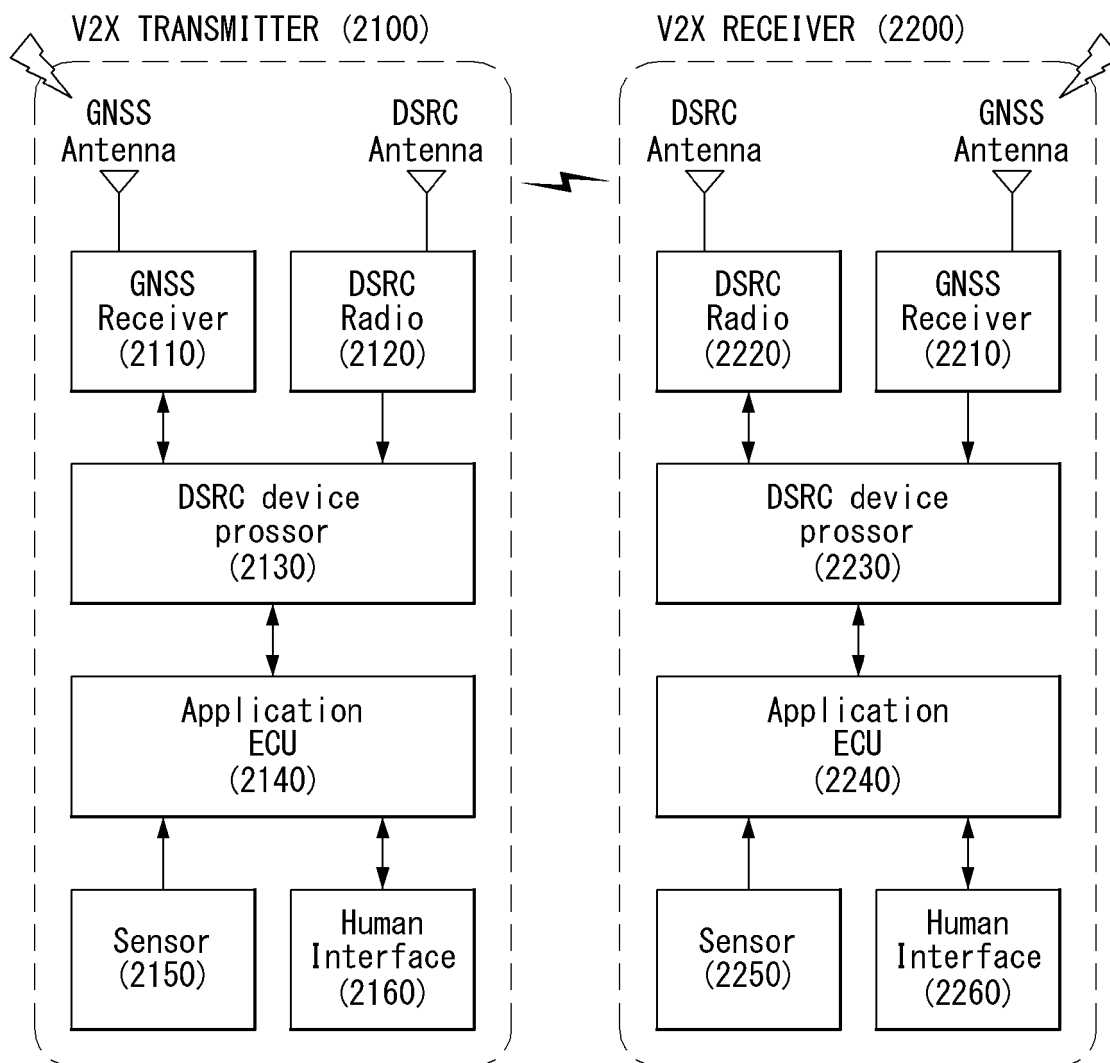 V2X TRANSMITTER (2100)
GNSS
Antenna
DSRC
Antenna
GNSS
Receiver
(2110)
DSRC
Radio
(2120)
DSRC device
prossor
(2130)
Application
ECU
(2140)
Sensor
(2150)
Human
Interface
(2160)
V2X RECEIVER (2200)
DSRC
Antenna
GNSS
Antenna
DSRC
Radio
(2220)
GNSS
Receiver
(2210)
DSRC device
prossor
(2230)
Application
ECU
(2240)
Sensor
(2250)
Human
Interface
(2260)